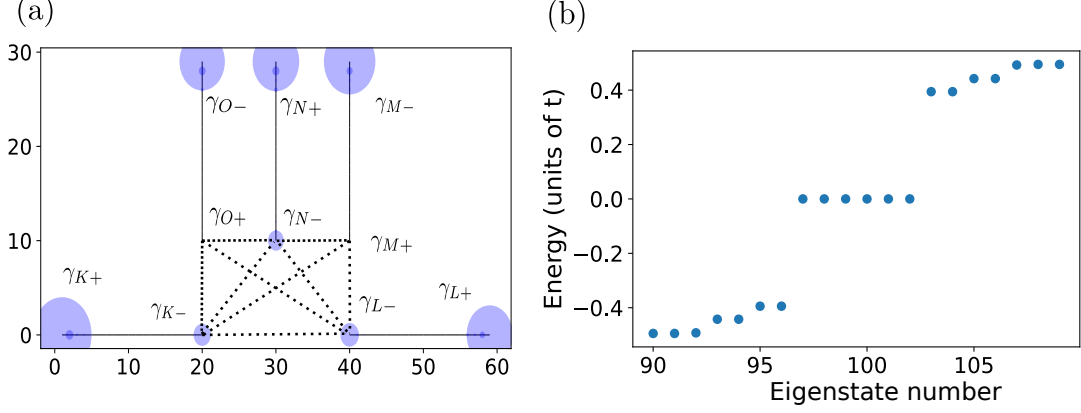 (a)
30
20
10
0
0 10 20 30 40 50 60
γO− γN+ γM−
γO+ γN− γM+
γK+ γK− γL− γL+
(b)
Energy (units of t)
0.4
0.2
0.0
−0.2
−0.4
90 95 100 105
Eigenstate number